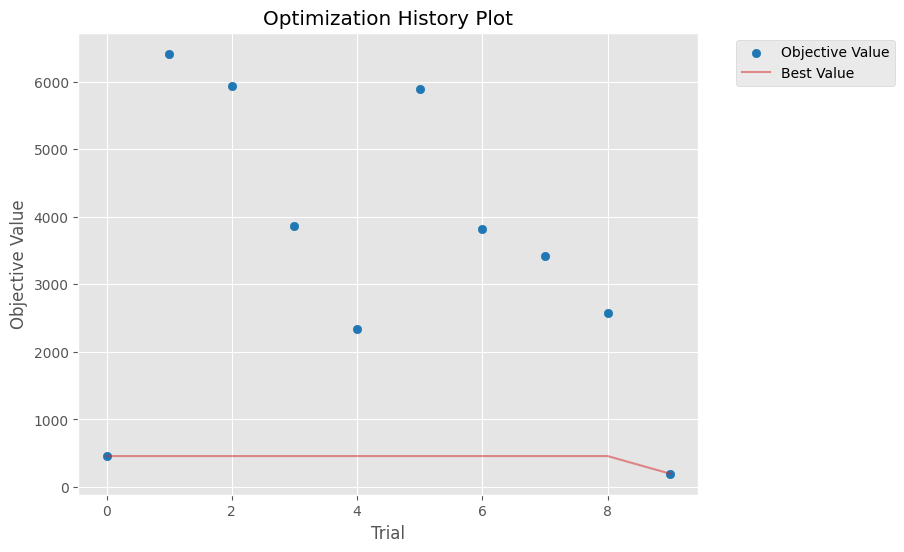 Optimization History Plot
Objective Value
Best Value
Objective Value
6000
5000
4000
3000
2000
1000
0
0 2 4 6 8
Trial